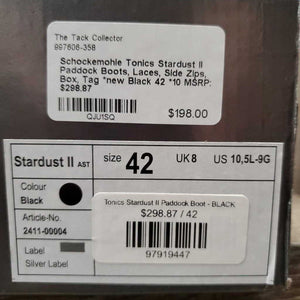 The Tack Collector
997606-358
Schockemohle Tonics Stardust II
Paddock Boots, Laces, Side Zips,
Box, Tag *new Black 42 *10 MSRP:
$298.87
QJU1SQ
$198.00
Stardust II AST
size 42 UK 8 US 10,5L-9G
Colour
Black
Article-No.
2411-00004
Label
Silver Label
Tonics Stardust II Paddock Boot - BLACK
$298.87 / 42
97919447